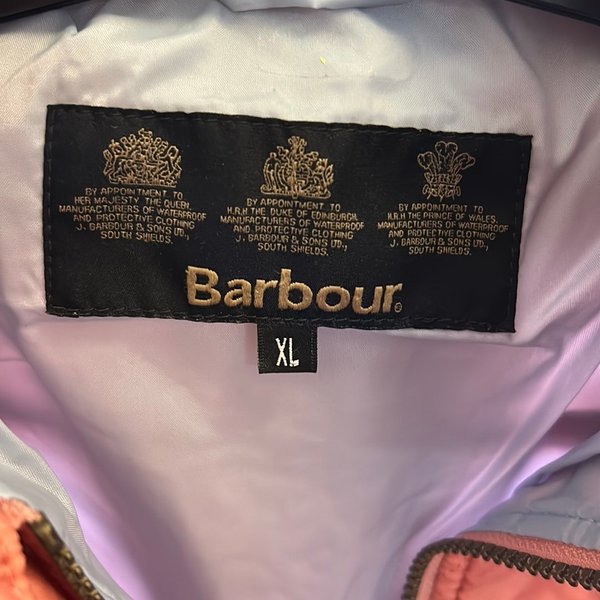 BY APPOINTMENT TO
HER MAJESTY THE QUEEN.
MANUFACTURERS OF WATERPROOF
AND PROTECTIVE CLOTHING
J. BARBOUR & SONS LTD.,
SOUTH SHIELDS.
BY APPOINTMENT TO
H.R.H THE DUKE OF EDINBURGH.
MANUFACTURERS OF WATERPROOF
AND PROTECTIVE CLOTHING
J. BARBOUR & SONS LTD.,
SOUTH SHIELDS.
BY APPOINTMENT TO
H.R.H THE PRINCE OF WALES.
MANUFACTURERS OF WATERPROOF
AND PROTECTIVE CLOTHING
J. BARBOUR & SONS LTD.,
SOUTH SHIELDS.
Barbour®
XL